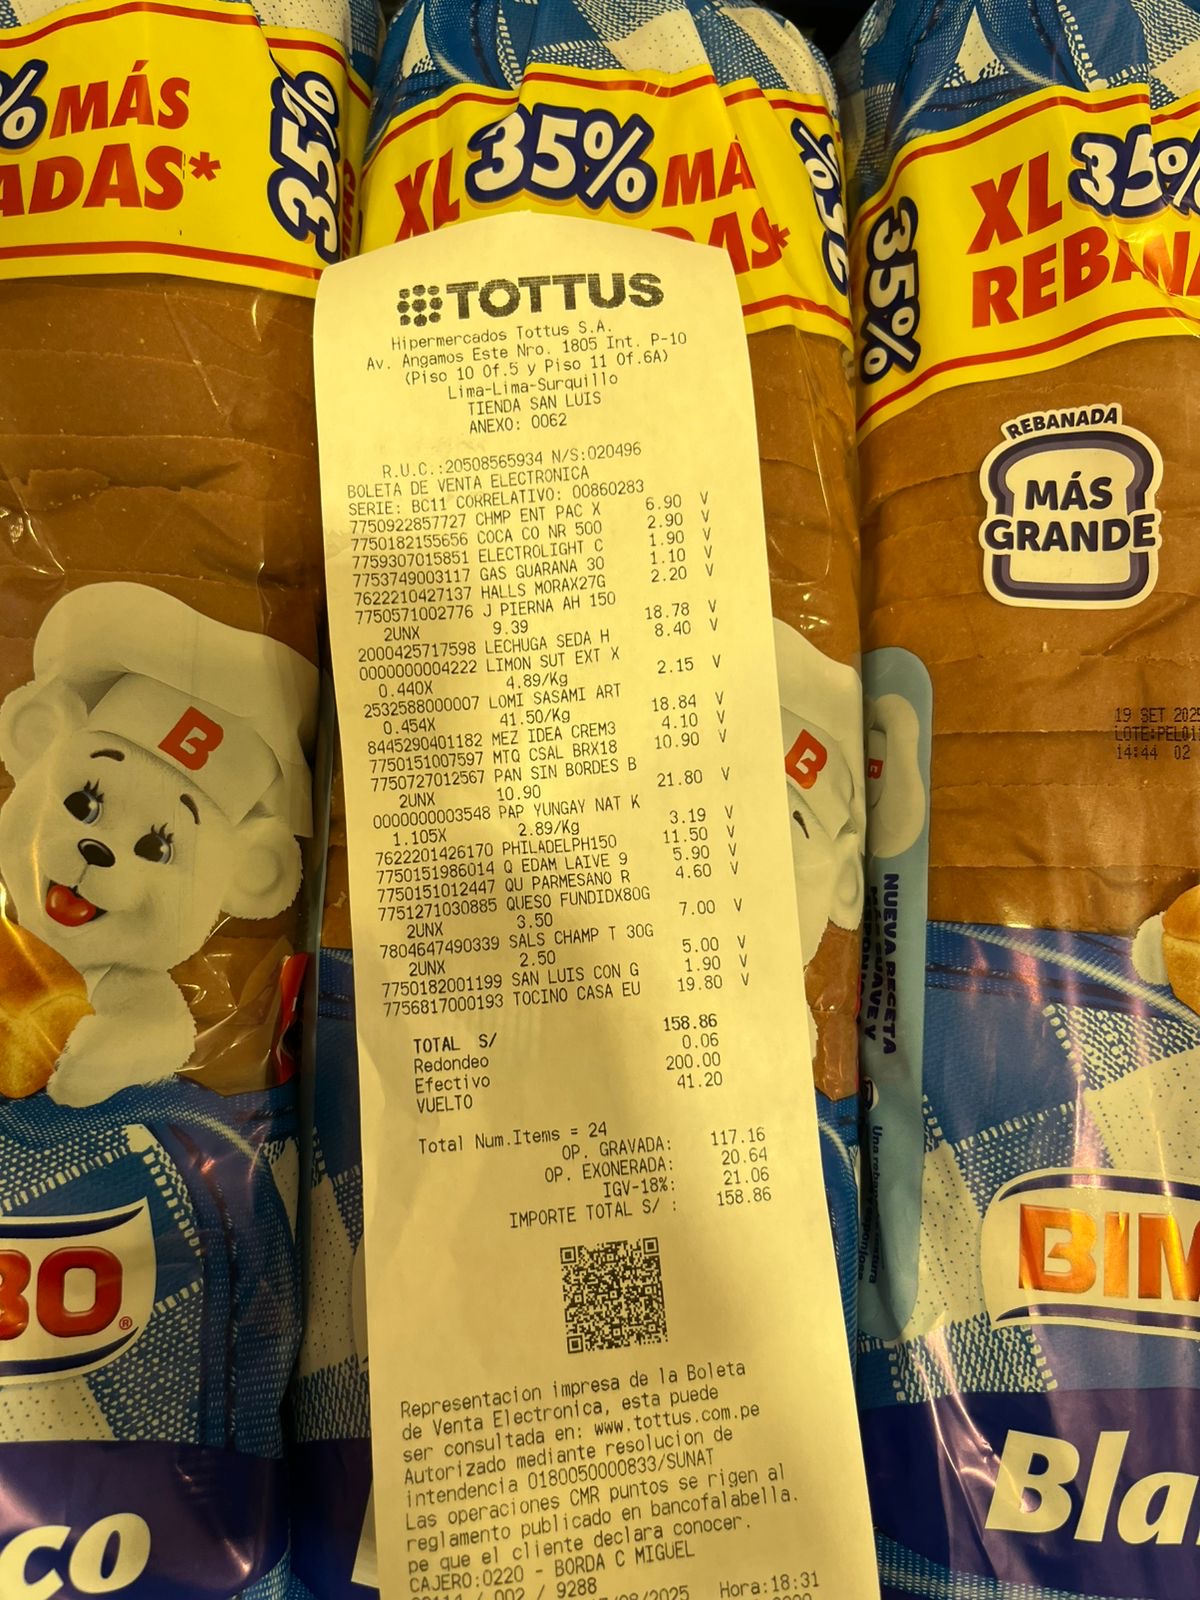 % MÁS
ADAS*
35%
XL 35% MÁ
DAS*
35%
XL 35%
REBANA
REBANADA
MÁS
GRANDE
19 SET 2025
14:44 02
TOTTUS
Hipermercados Tottus S.A.
Av. Angamos Este Nro. 1805 Int. P-10
(Piso 10 Of.5 y Piso 11 Of.6A)
Lima-Lima-Surquillo
TIENDA SAN LUIS
ANEXO: 0062
R.U.C.:20508565934 N/S:020496
BOLETA DE VENTA ELECTRONICA
SERIE: BC11 CORRELATIVO: 00860283
7750922857727 CHMP ENT PAC X 6.90 V
7750182155656 COCA CO NR 500 2.90 V
7759307015851 ELECTROLIGHT C 1.90 V
7753749003117 GAS GUARANA 30 1.10 V
7622210427137 HALLS MORAX27G 2.20 V
7750571002776 J PIERNA AH 150
2UNX 9.39 18.78 V
2000425717598 LECHUGA SEDA H 8.40 V
0000000004222 LIMON SUT EXT X
0.440X 4.89/Kg 2.15 V
2532588000007 LOMI SASAMI ART
0.454X 41.50/Kg 18.84 V
8445290401182 MEZ IDEA CREM3 4.10 V
7750151007597 MTQ CSAL BRX18 10.90 V
7750727012567 PAN SIN BORDES B
2UNX 10.90 21.80 V
0000000003548 PAP YUNGAY NAT K
1.105X 2.89/Kg 3.19 V
7622201426170 PHILADELPH150 11.50 V
7750151986014 Q EDAM LAIVE 9 5.90 V
7750151012447 QU PARMESANO R 4.60 V
7751271030885 QUESO FUNDIDX80G
2UNX 3.50 7.00 V
7804647490339 SALS CHAMP T 30G
2UNX 2.50 5.00 V
7750182001199 SAN LUIS CON G 1.90 V
7756817000193 TOCINO CASA EU 19.80 V
TOTAL S/ 158.86
Redondeo 0.06
Efectivo 200.00
VUELTO 41.20
Total Num.Items = 24
OP. GRAVADA: 117.16
OP. EXONERADA: 20.64
IGV-18%: 21.06
IMPORTE TOTAL S/ : 158.86
Representacion impresa de la Boleta
de Venta Electronica, esta puede
ser consultada en: www.tottus.com.pe
Autorizado mediante resolucion de
intendencia 0180050000833/SUNAT
Las operaciones CMR puntos se rigen al
reglamento publicado en bancofalabella.
pe que el cliente declara conocer.
CAJERO:0220 - BORDA C MIGUEL
/ 002 / 9288
/08/2025 Hora:18:31
B
B
NUEVA RECETA
MÁS SUAVE Y
BO®
BIM
co
Bla